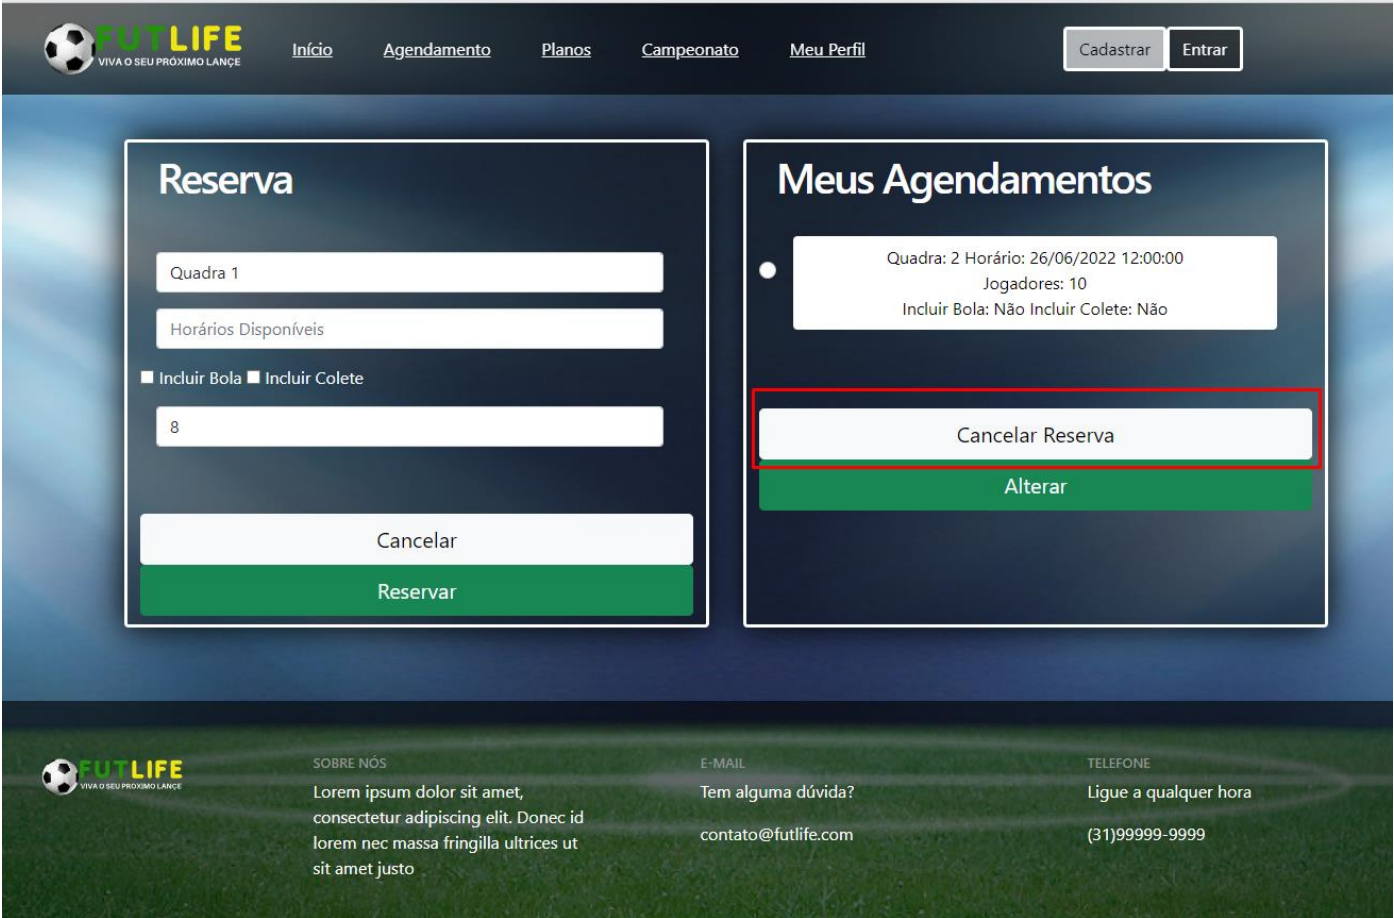 FUTLIFE
VIVA O SEU PRÓXIMO LANÇE
Início
Agendamento
Planos
Campeonato
Meu Perfil
Cadastrar
Entrar
Reserva
Quadra 1
Horários Disponíveis
Incluir Bola Incluir Colete
8
Cancelar
Reservar
Meus Agendamentos
Quadra: 2 Horário: 26/06/2022 12:00:00
Jogadores: 10
Incluir Bola: Não Incluir Colete: Não
Cancelar Reserva
Alterar
FUTLIFE
VIVA O SEU PROXIMO LANÇE
SOBRE NÓS
Lorem ipsum dolor sit amet,
consectetur adipiscing elit. Donec id
lorem nec massa fringilla ultrices ut
sit amet justo
E-MAIL
Tem alguma dúvida?
contato@futlife.com
TELEFONE
Ligue a qualquer hora
(31)99999-9999